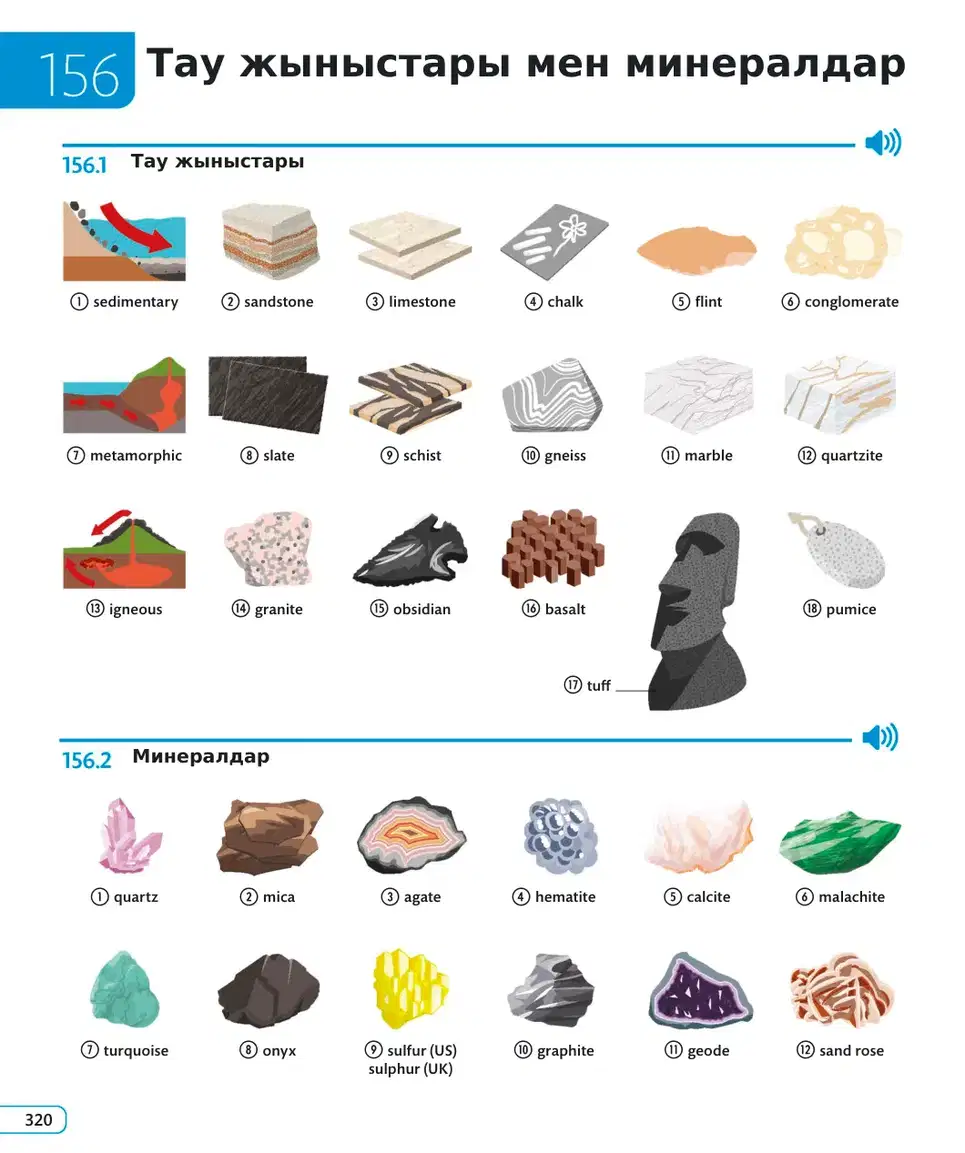 156
Тау жыныстары мен минералдар
156.1 Тау жыныстары
① sedimentary
② sandstone
③ limestone
④ chalk
⑤ flint
⑥ conglomerate
⑦ metamorphic
⑧ slate
⑨ schist
⑩ gneiss
⑪ marble
⑫ quartzite
⑬ igneous
⑭ granite
⑮ obsidian
⑯ basalt
⑰ tuff
⑱ pumice
156.2 Минералдар
① quartz
② mica
③ agate
④ hematite
⑤ calcite
⑥ malachite
⑦ turquoise
⑧ onyx
⑨ sulfur (US)
sulphur (UK)
⑩ graphite
⑪ geode
⑫ sand rose
320